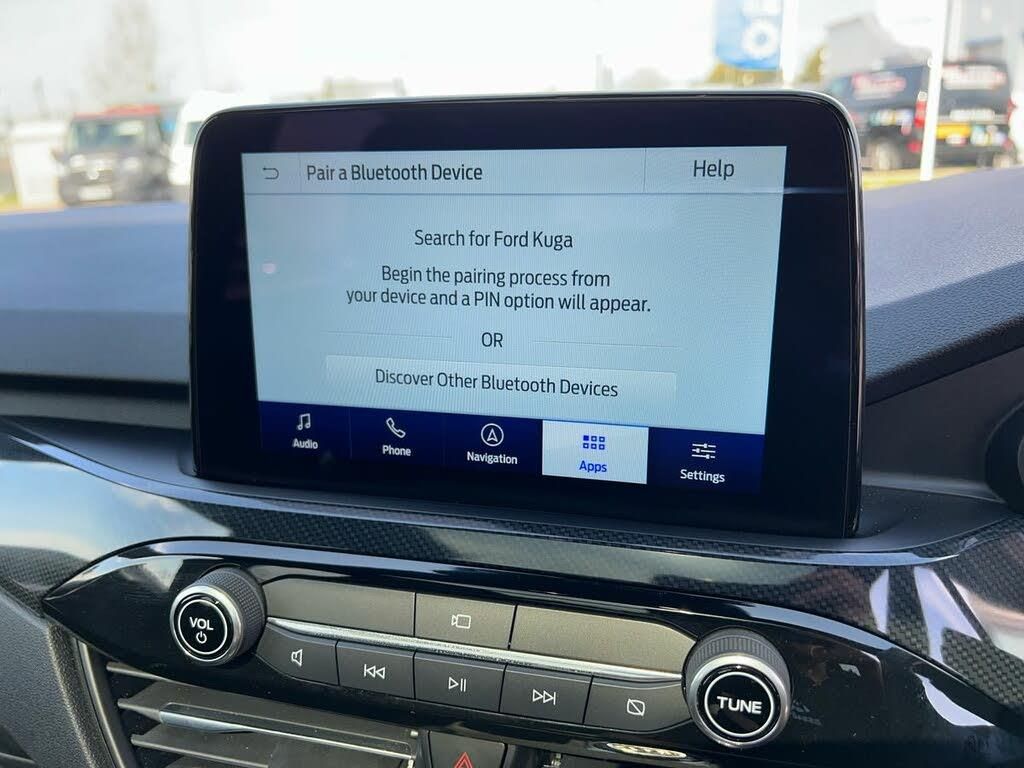 Pair a Bluetooth Device
Help
Search for Ford Kuga
Begin the pairing process from
your device and a PIN option will appear.
OR
Discover Other Bluetooth Devices
Audio
Phone
Navigation
Apps
Settings
VOL
TUNE